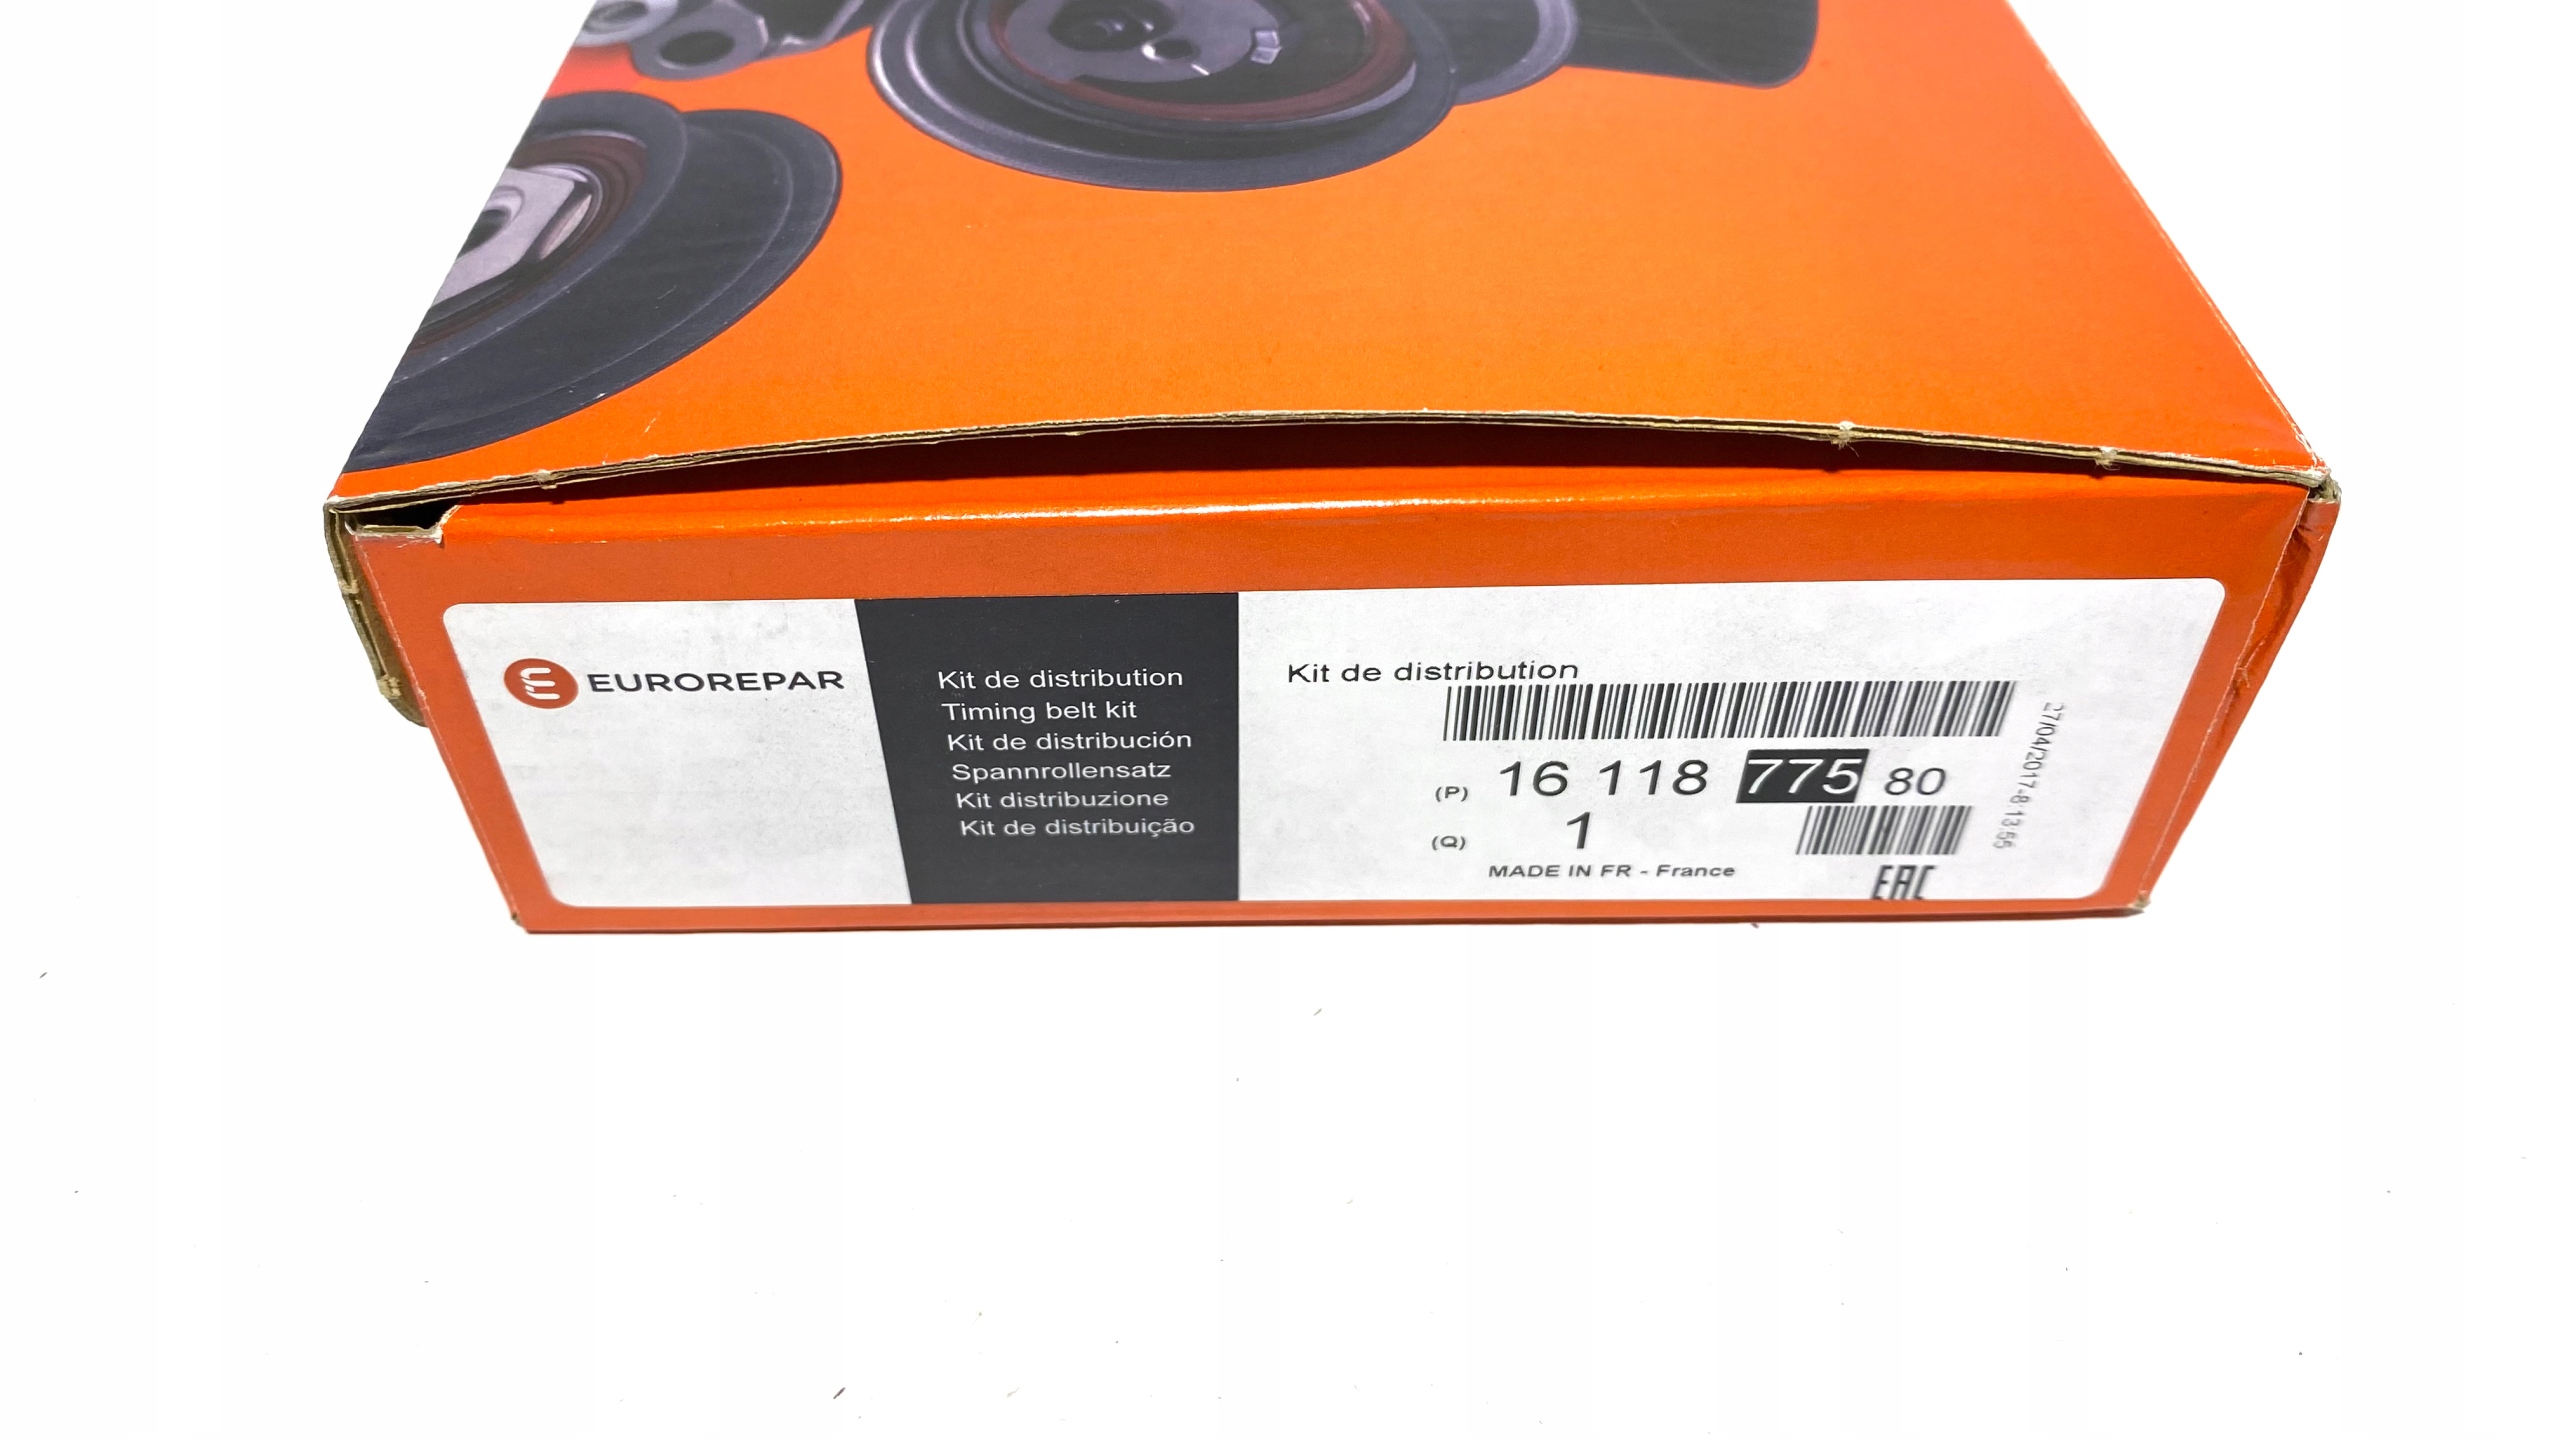 EUROREPAR
Kit de distribution
Timing belt kit
Kit de distribución
Spannrollensatz
Kit distribuzione
Kit de distribuição
Kit de distribution
(P) 16 118 775 80
(Q) 1
MADE IN FR - France
EAC
27/04/2017-8:13:56